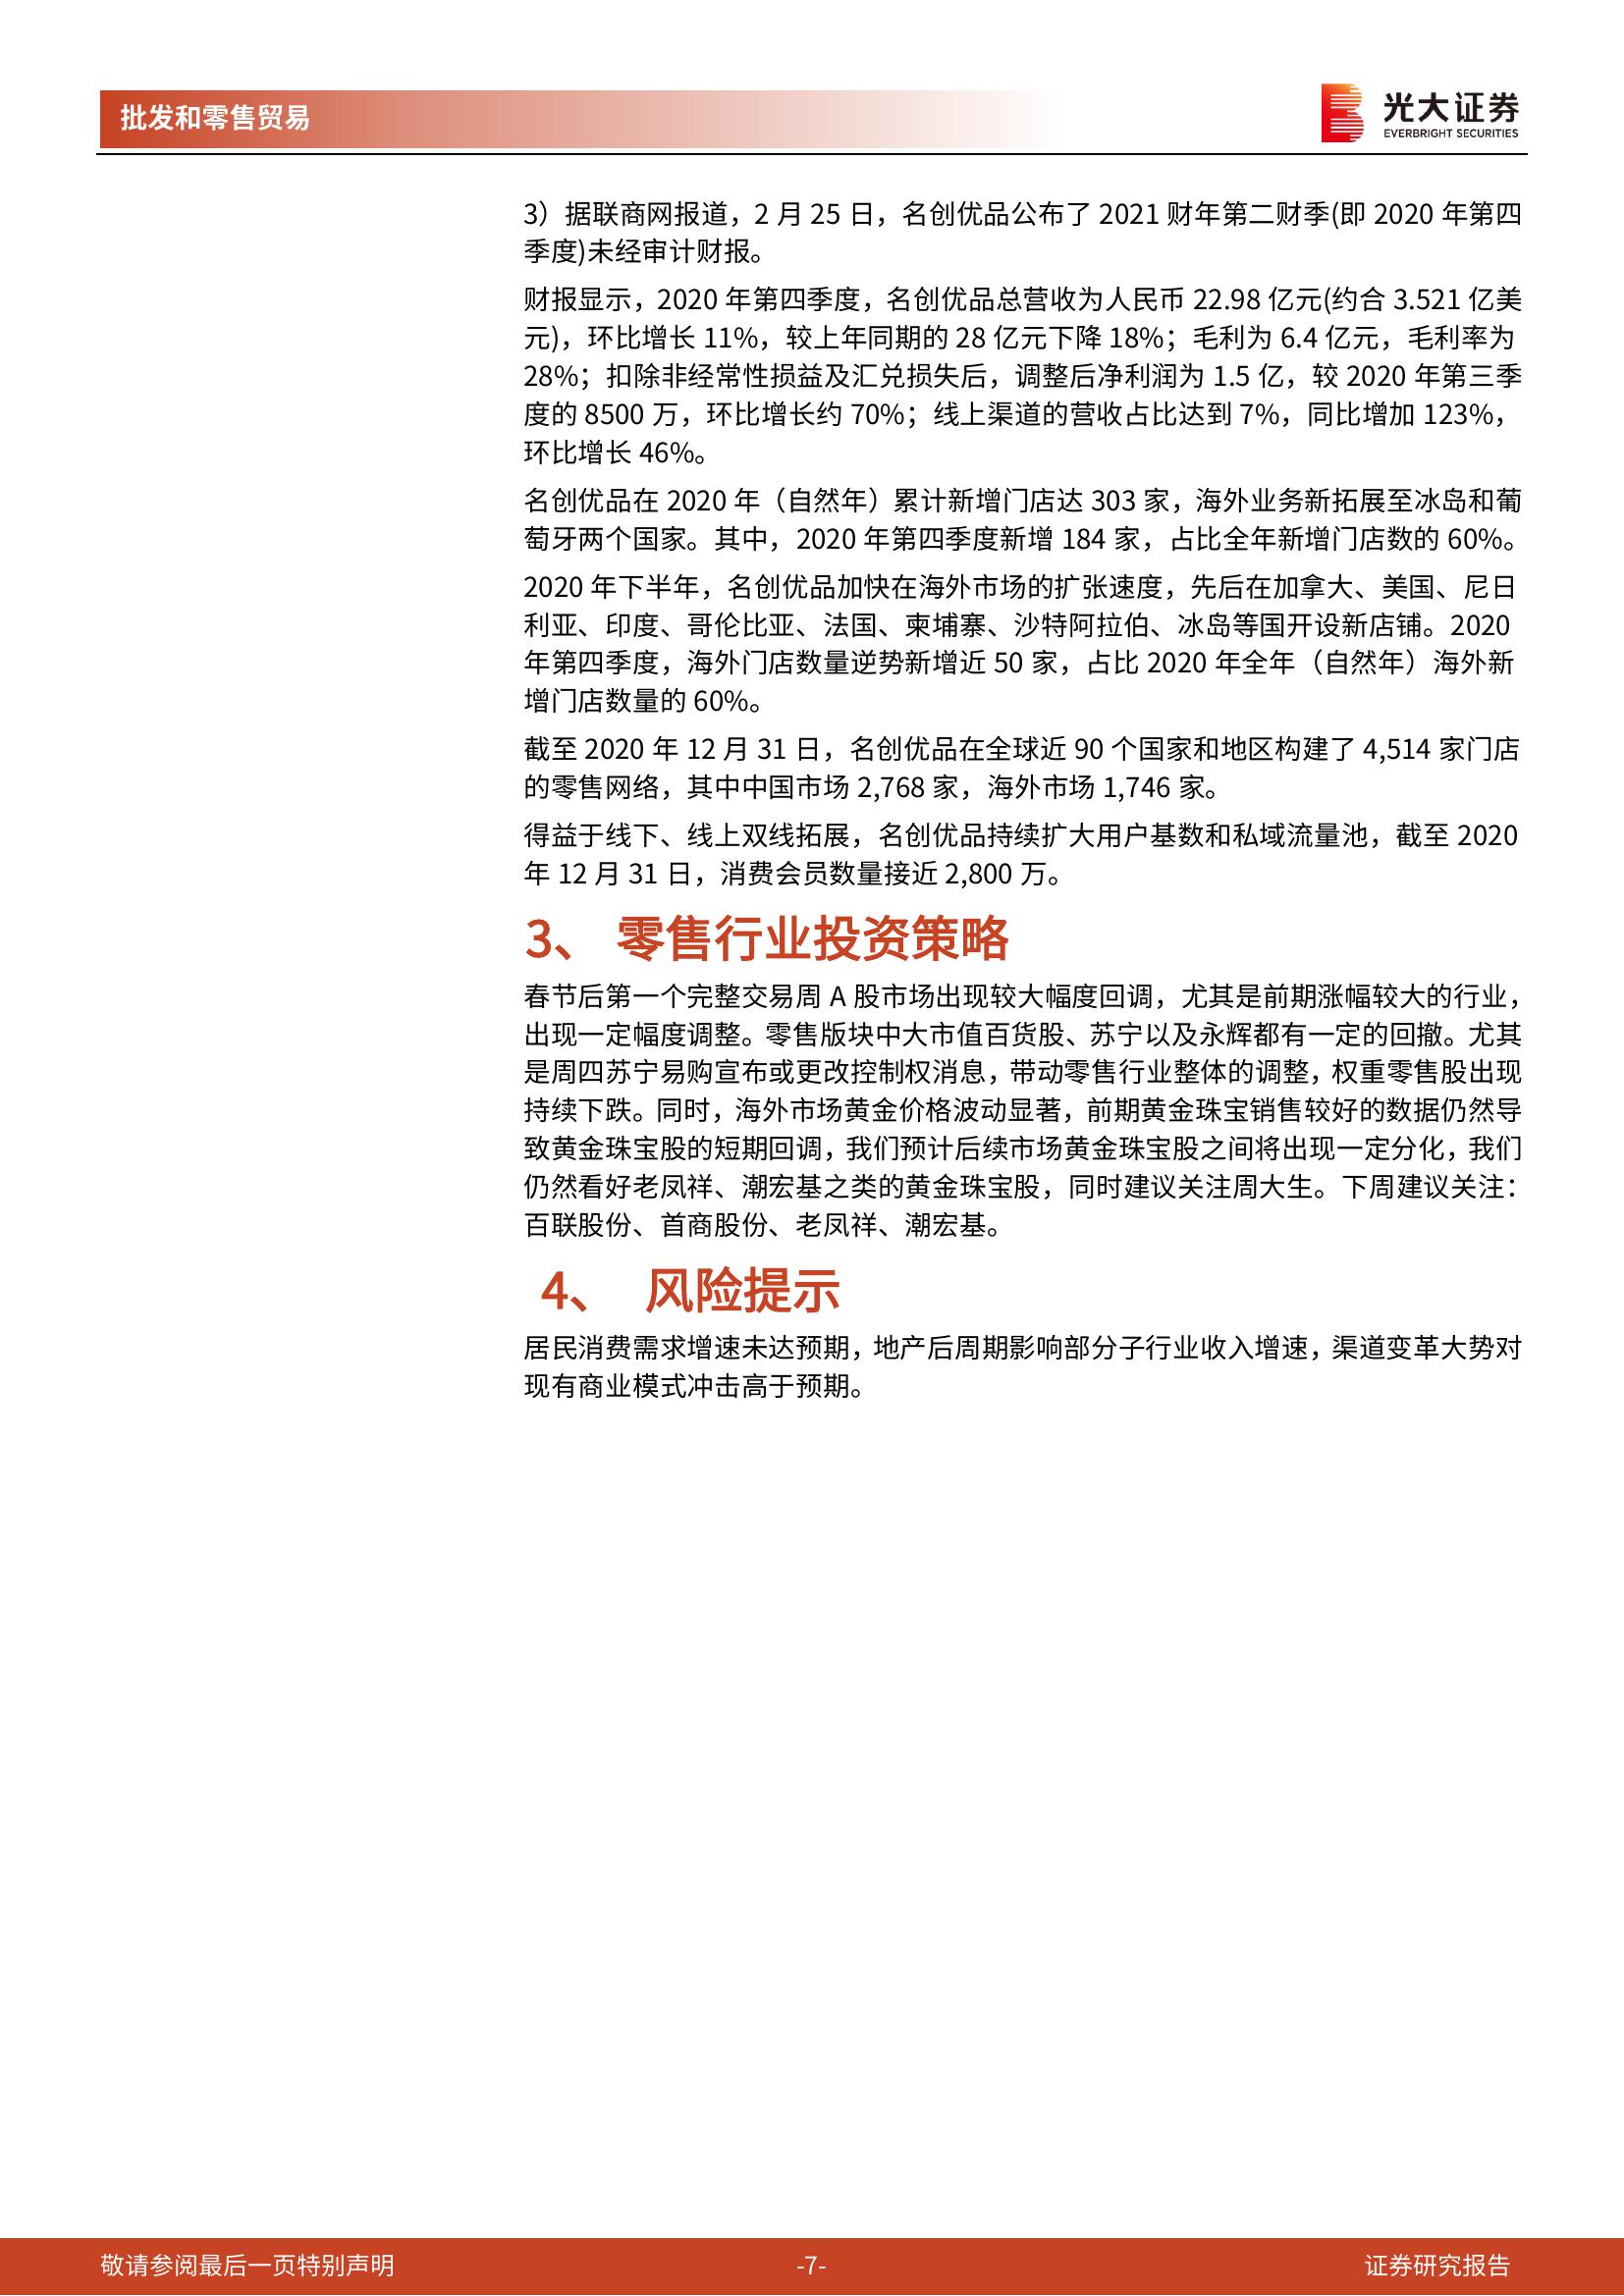 批发和零售贸易
光大证券
EVERBRIGHT SECURITIES
3）据联商网报道，2 月 25 日，名创优品公布了 2021 财年第二财季(即 2020 年第四
季度)未经审计财报。
财报显示，2020 年第四季度，名创优品总营收为人民币 22.98 亿元(约合 3.521 亿美
元)，环比增长 11%，较上年同期的 28 亿元下降 18%；毛利为 6.4 亿元，毛利率为
28%；扣除非经常性损益及汇兑损失后，调整后净利润为 1.5 亿，较 2020 年第三季
度的 8500 万，环比增长约 70%；线上渠道的营收占比达到 7%，同比增加 123%，
环比增长 46%。
名创优品在 2020 年（自然年）累计新增门店达 303 家，海外业务新拓展至冰岛和葡
萄牙两个国家。其中，2020 年第四季度新增 184 家，占比全年新增门店数的 60%。
2020 年下半年，名创优品加快在海外市场的扩张速度，先后在加拿大、美国、尼日
利亚、印度、哥伦比亚、法国、柬埔寨、沙特阿拉伯、冰岛等国开设新店铺。2020
年第四季度，海外门店数量逆势新增近 50 家，占比 2020 年全年（自然年）海外新
增门店数量的 60%。
截至 2020 年 12 月 31 日，名创优品在全球近 90 个国家和地区构建了 4,514 家门店
的零售网络，其中中国市场 2,768 家，海外市场 1,746 家。
得益于线下、线上双线拓展，名创优品持续扩大用户基数和私域流量池，截至 2020
年 12 月 31 日，消费会员数量接近 2,800 万。
3、 零售行业投资策略
春节后第一个完整交易周 A 股市场出现较大幅度回调，尤其是前期涨幅较大的行业，
出现一定幅度调整。零售版块中大市值百货股、苏宁以及永辉都有一定的回撤。尤其
是周四苏宁易购宣布或更改控制权消息，带动零售行业整体的调整，权重零售股出现
持续下跌。同时，海外市场黄金价格波动显著，前期黄金珠宝销售较好的数据仍然导
致黄金珠宝股的短期回调，我们预计后续市场黄金珠宝股之间将出现一定分化，我们
仍然看好老凤祥、潮宏基之类的黄金珠宝股，同时建议关注周大生。下周建议关注：
百联股份、首商股份、老凤祥、潮宏基。
4、 风险提示
居民消费需求增速未达预期，地产后周期影响部分子行业收入增速，渠道变革大势对
现有商业模式冲击高于预期。
敬请参阅最后一页特别声明
-7-
证券研究报告